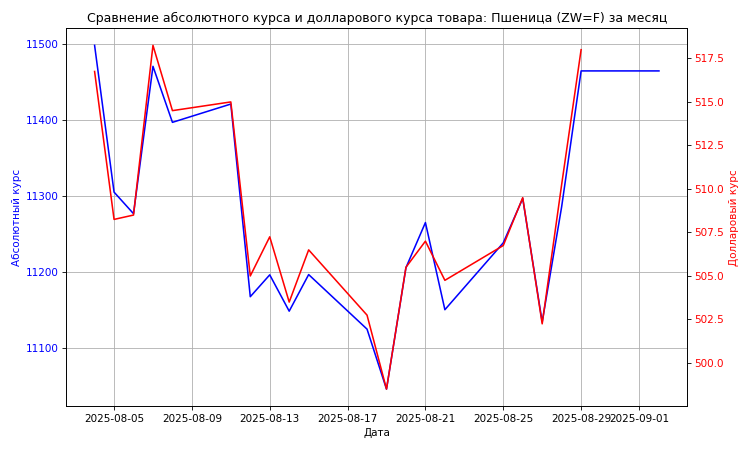 Сравнение абсолютного курса и долларового курса товара: Пшеница (ZW=F) за месяц
Абсолютный курс
11500
11400
11300
11200
11100
517.5
515.0
512.5
510.0
507.5
505.0
502.5
500.0
Долларовый курс
2025-08-05 2025-08-09 2025-08-13 2025-08-17 2025-08-21 2025-08-25 2025-08-29 2025-09-01
Дата